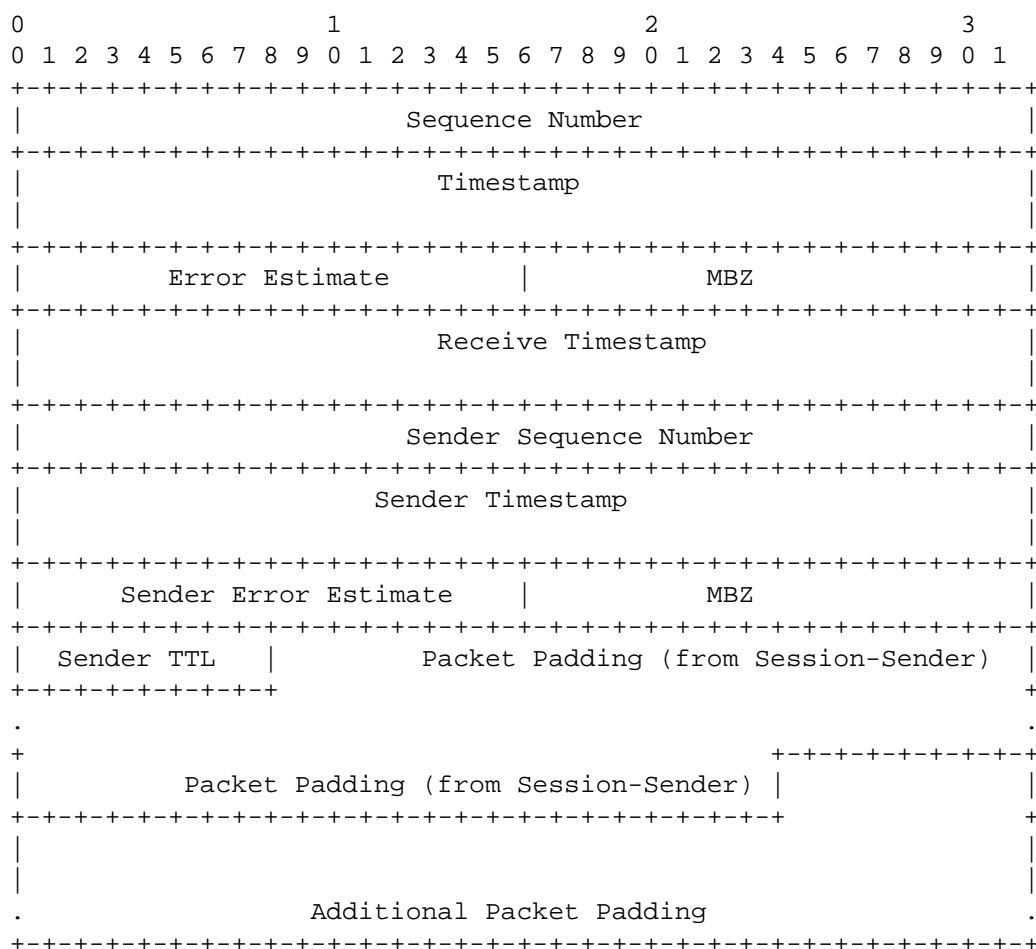 0                   1                   2                   3
0 1 2 3 4 5 6 7 8 9 0 1 2 3 4 5 6 7 8 9 0 1 2 3 4 5 6 7 8 9 0 1
+-+-+-+-+-+-+-+-+-+-+-+-+-+-+-+-+-+-+-+-+-+-+-+-+-+-+-+-+-+-+-+-+
|                        Sequence Number                        |
+-+-+-+-+-+-+-+-+-+-+-+-+-+-+-+-+-+-+-+-+-+-+-+-+-+-+-+-+-+-+-+-+
|                          Timestamp                            |
|                                                               |
+-+-+-+-+-+-+-+-+-+-+-+-+-+-+-+-+-+-+-+-+-+-+-+-+-+-+-+-+-+-+-+-+
|         Error Estimate        |           MBZ                 |
+-+-+-+-+-+-+-+-+-+-+-+-+-+-+-+-+-+-+-+-+-+-+-+-+-+-+-+-+-+-+-+-+
|                          Receive Timestamp                    |
|                                                               |
+-+-+-+-+-+-+-+-+-+-+-+-+-+-+-+-+-+-+-+-+-+-+-+-+-+-+-+-+-+-+-+-+
|                        Sender Sequence Number                 |
+-+-+-+-+-+-+-+-+-+-+-+-+-+-+-+-+-+-+-+-+-+-+-+-+-+-+-+-+-+-+-+-+
|                      Sender Timestamp                         |
|                                                               |
+-+-+-+-+-+-+-+-+-+-+-+-+-+-+-+-+-+-+-+-+-+-+-+-+-+-+-+-+-+-+-+-+
|      Sender Error Estimate    |           MBZ                 |
+-+-+-+-+-+-+-+-+-+-+-+-+-+-+-+-+-+-+-+-+-+-+-+-+-+-+-+-+-+-+-+-+
|  Sender TTL   |         Packet Padding (from Session-Sender)  |
+-+-+-+-+-+-+-+-+                                               +
.                                                               .
+                                               +-+-+-+-+-+-+-+-+
|          Packet Padding (from Session-Sender) |               |
+-+-+-+-+-+-+-+-+-+-+-+-+-+-+-+-+-+-+-+-+-+-+-+-+               +
|                                                               |
|                                                               |
.                  Additional Packet Padding                    .
+-+-+-+-+-+-+-+-+-+-+-+-+-+-+-+-+-+-+-+-+-+-+-+-+-+-+-+-+-+-+-+-+